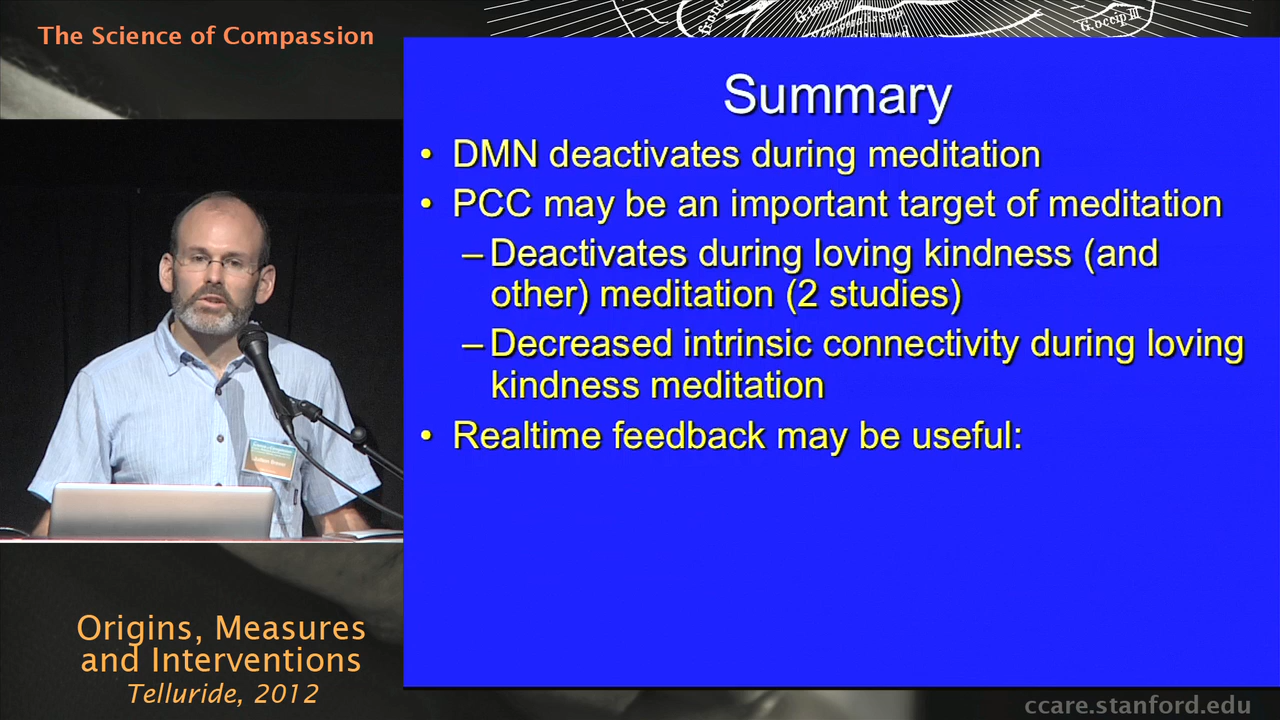 The Science of Compassion
G.occip III
Summary
• DMN deactivates during meditation
• PCC may be an important target of meditation
– Deactivates during loving kindness (and
other) meditation (2 studies)
– Decreased intrinsic connectivity during loving
kindness meditation
• Realtime feedback may be useful:
Origins, Measures
and Interventions
Telluride, 2012
ccare.stanford.edu